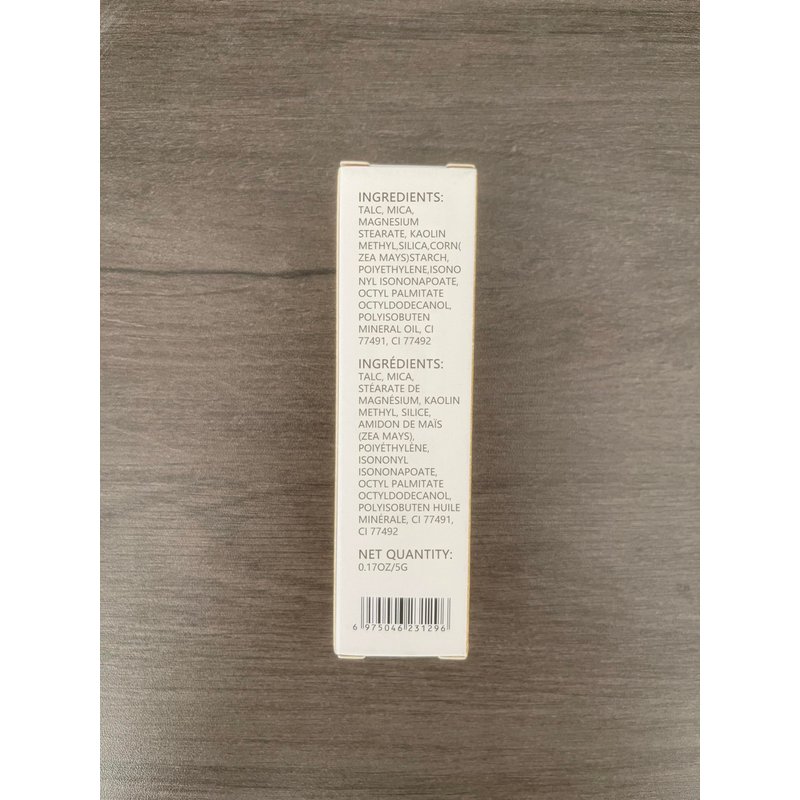 INGREDIENTS:
TALC, MICA,
MAGNESIUM
STEARATE, KAOLIN
METHYL,SILICA,CORN(
ZEA MAYS)STARCH,
POIYETHYLENE,ISONO
NYL ISONONAPOATE,
OCTYL PALMITATE
OCTYLDODECANOL,
POLYISOBUTEN
MINERAL OIL, CI
77491, CI 77492
INGRÉDIENTS:
TALC, MICA,
STÉARATE DE
MAGNÉSIUM, KAOLIN
METHYL, SILICE,
AMIDON DE MAÏS
(ZEA MAYS),
POIYÉTHYLÈNE,
ISONONYL
ISONONAPOATE,
OCTYL PALMITATE
OCTYLDODECANOL,
POLYISOBUTEN HUILE
MINÉRALE, CI 77491,
CI 77492
NET QUANTITY:
0.17OZ/5G
6 975046 231296